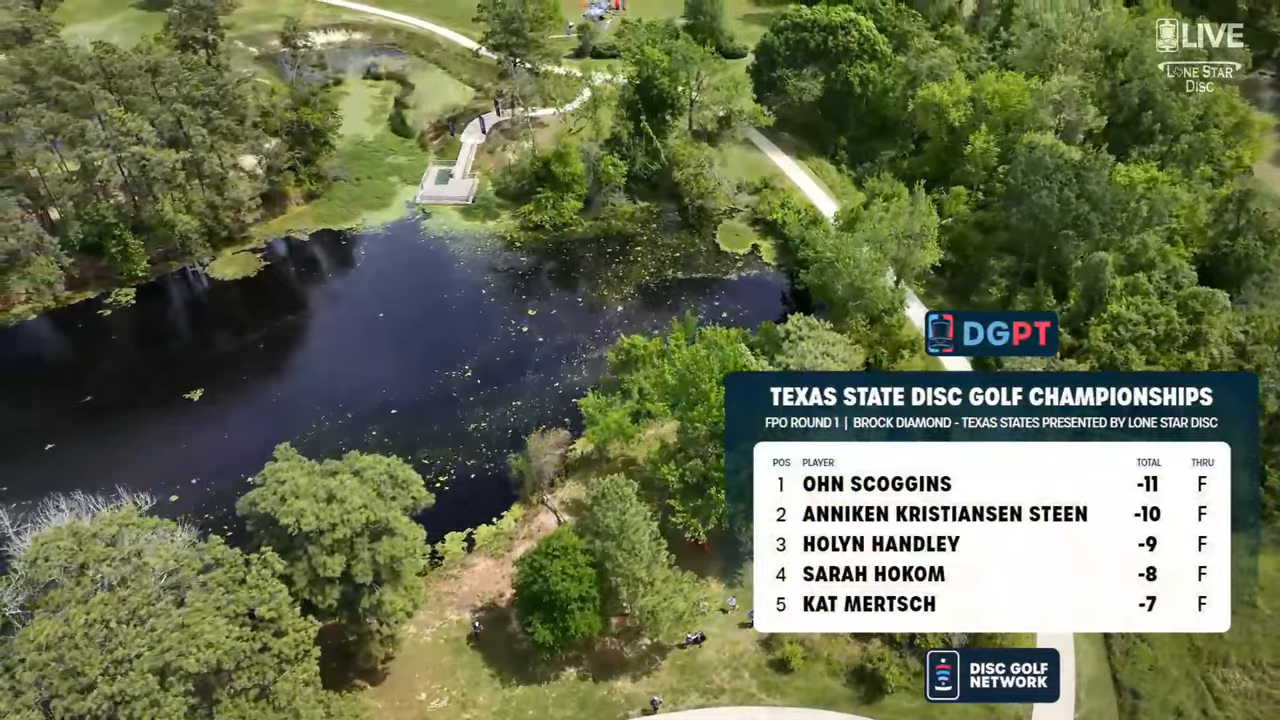 LIVE
LONE STAR
DISC
DGPT
TEXAS STATE DISC GOLF CHAMPIONSHIPS
FPO ROUND 1 | BROCK DIAMOND - TEXAS STATES PRESENTED BY LONE STAR DISC
POS PLAYER TOTAL THRU
1 OHN SCOGGINS -11 F
2 ANNIKEN KRISTIANSEN STEEN -10 F
3 HOLYN HANDLEY -9 F
4 SARAH HOKOM -8 F
5 KAT MERTSCH -7 F
DISC GOLF
NETWORK